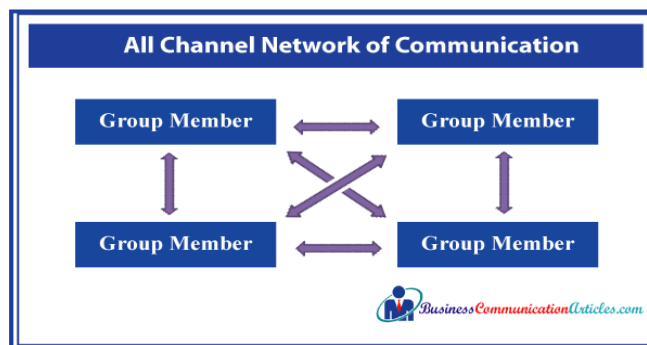 All Channel Network of Communication
Group Member
Group Member
Group Member
Group Member
BusinessCommunicationArticles.com